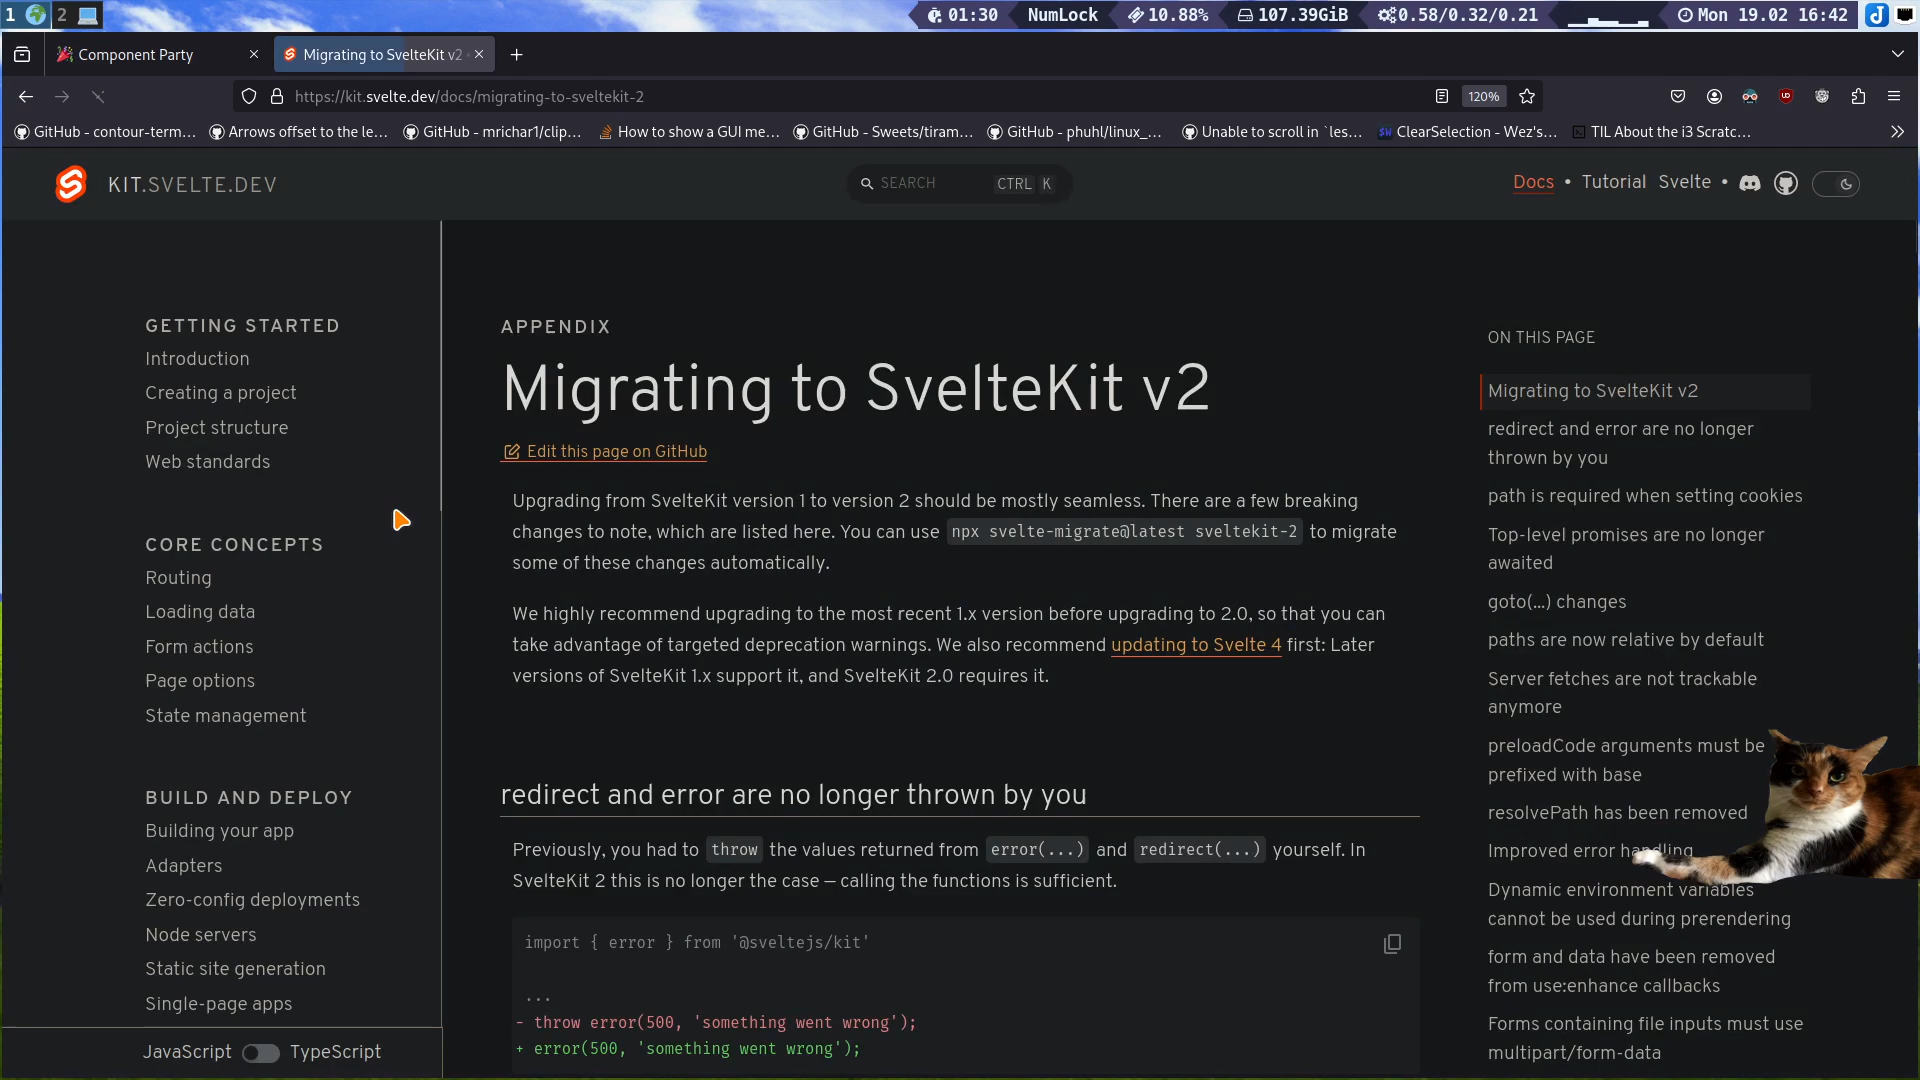 1 2 01:30 NumLock 10.88% 107.39GiB 0.58/0.32/0.21 Mon 19.02 16:42
Component Party Migrating to SvelteKit v2
https://kit.svelte.dev/docs/migrating-to-sveltekit-2 120%
GitHub - contour-term… Arrows offset to the le… GitHub - mrichar1/clip… How to show a GUI me… GitHub - Sweets/tiram… GitHub - phuhl/linux_… Unable to scroll in `les… ClearSelection - Wez's… TIL About the i3 Scratc…
KIT.SVELTE.DEV SEARCH CTRL K Docs • Tutorial Svelte •
GETTING STARTED
Introduction
Creating a project
Project structure
Web standards
CORE CONCEPTS
Routing
Loading data
Form actions
Page options
State management
BUILD AND DEPLOY
Building your app
Adapters
Zero-config deployments
Node servers
Static site generation
Single-page apps
JavaScript TypeScript
APPENDIX
Migrating to SvelteKit v2
Edit this page on GitHub
Upgrading from SvelteKit version 1 to version 2 should be mostly seamless. There are a few breaking
changes to note, which are listed here. You can use npx svelte-migrate@latest sveltekit-2 to migrate
some of these changes automatically.
We highly recommend upgrading to the most recent 1.x version before upgrading to 2.0, so that you can
take advantage of targeted deprecation warnings. We also recommend updating to Svelte 4 first: Later
versions of SvelteKit 1.x support it, and SvelteKit 2.0 requires it.
redirect and error are no longer thrown by you
Previously, you had to throw the values returned from error(...) and redirect(...) yourself. In
SvelteKit 2 this is no longer the case — calling the functions is sufficient.
import { error } from '@sveltejs/kit'
...
- throw error(500, 'something went wrong');
+ error(500, 'something went wrong');
ON THIS PAGE
Migrating to SvelteKit v2
redirect and error are no longer
thrown by you
path is required when setting cookies
Top-level promises are no longer
awaited
goto(...) changes
paths are now relative by default
Server fetches are not trackable
anymore
preloadCode arguments must be
prefixed with base
resolvePath has been removed
Improved error handling
Dynamic environment variables
cannot be used during prerendering
form and data have been removed
from use:enhance callbacks
Forms containing file inputs must use
multipart/form-data